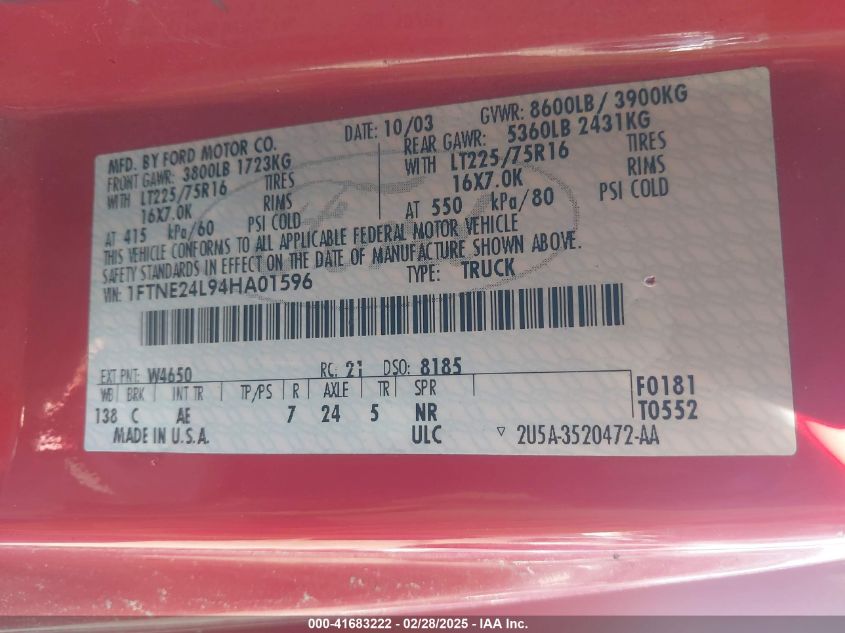 MFD. BY FORD MOTOR CO.
DATE: 10/03
GVWR: 8600LB / 3900KG
FRONT GAWR: 3800LB 1723KG
REAR GAWR: 5360LB 2431KG
WITH LT225/75R16 TIRES
WITH LT225/75R16 TIRES
16X7.0K RIMS
16X7.0K RIMS
AT 415 kPa/60 PSI COLD
AT 550 kPa/80 PSI COLD
THIS VEHICLE CONFORMS TO ALL APPLICABLE FEDERAL MOTOR VEHICLE
SAFETY STANDARDS IN EFFECT ON THE DATE OF MANUFACTURE SHOWN ABOVE.
VIN: 1FTNE24L94HA01596
TYPE: TRUCK
EXT PNT: W4650 RC: 21 DSO: 8185
WB BRK INT TR TP/PS R AXLE TR SPR
138 C AE 7 24 5 NR
F0181
T0552
MADE IN U.S.A. ULC ▽ 2U5A-3520472-AA
000-41683222 - 02/28/2025 - IAA Inc.